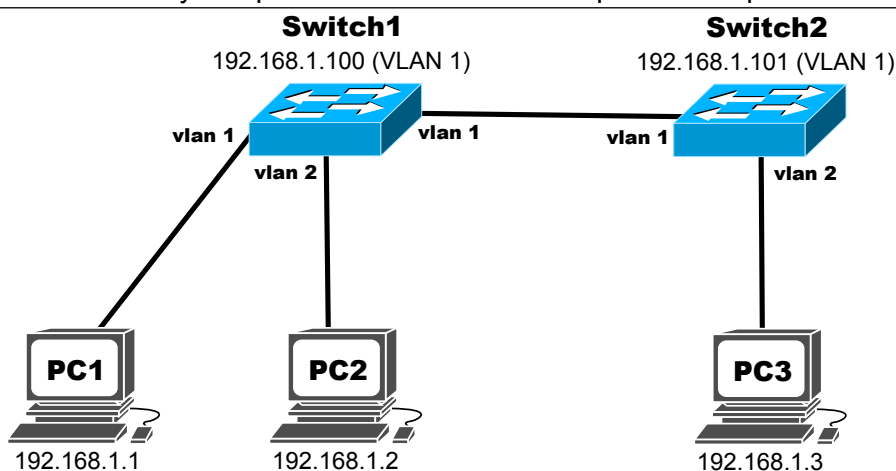 Switch1
Switch2
192.168.1.100 (VLAN 1)
192.168.1.101 (VLAN 1)
vlan 1
vlan 1
vlan 1
vlan 2
vlan 2
PC1
PC2
PC3
192.168.1.1
192.168.1.2
192.168.1.3